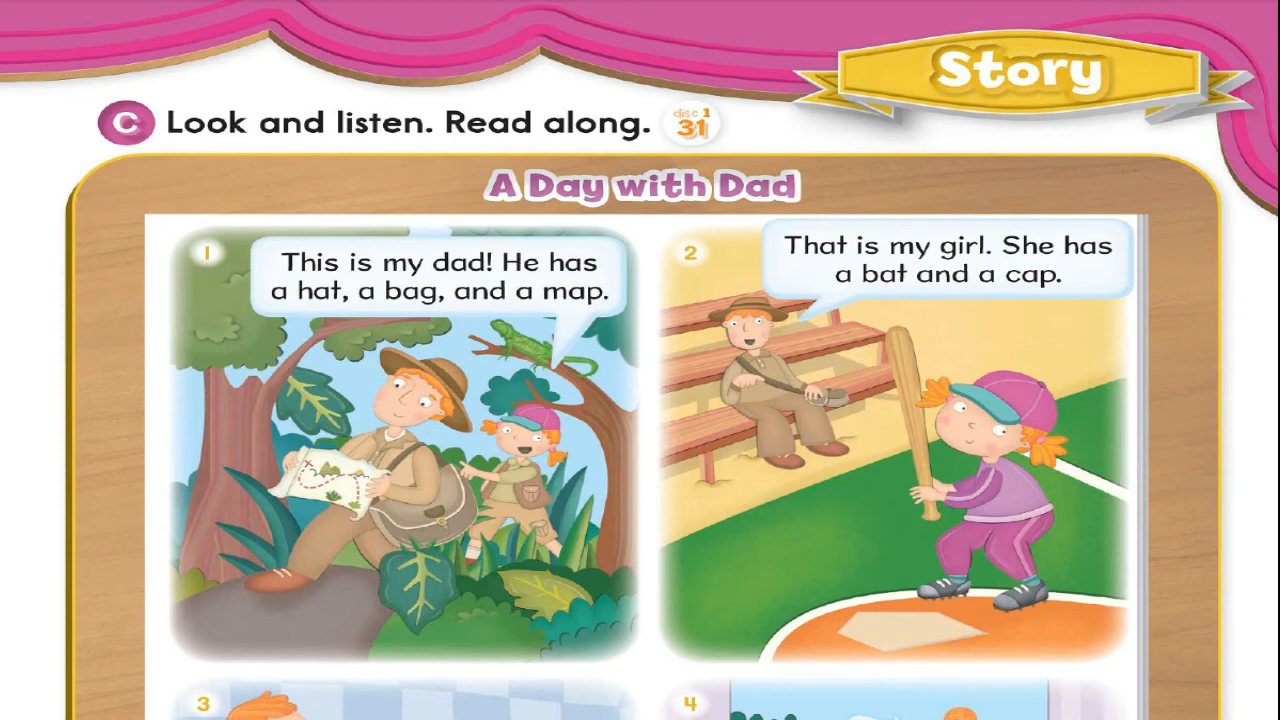 Story
C Look and listen. Read along. disc 1 31
A Day with Dad
1
This is my dad! He has
a hat, a bag, and a map.
2
That is my girl. She has
a bat and a cap.
3
4